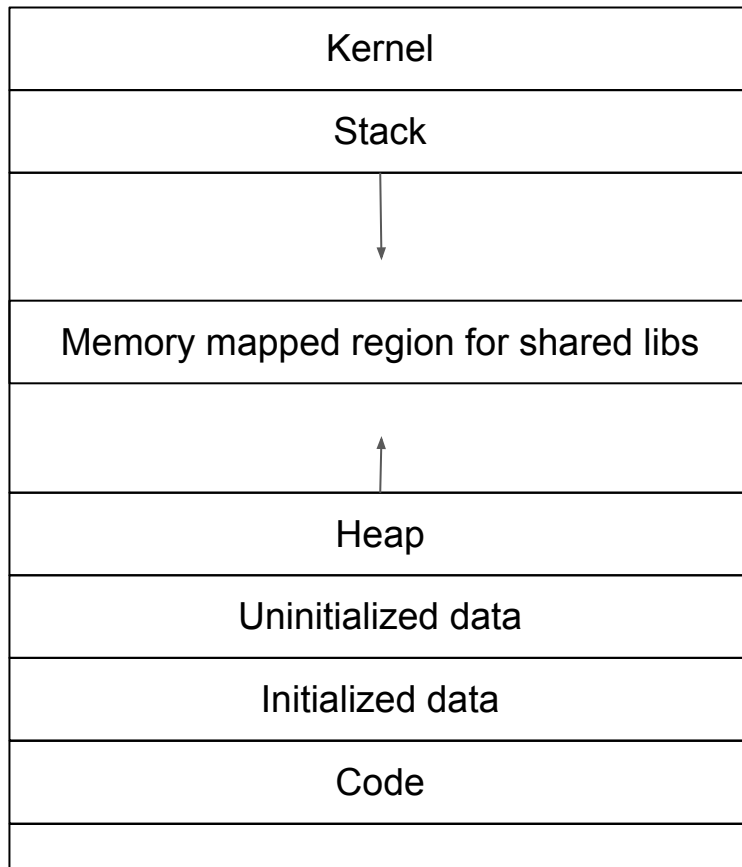 Kernel
Stack
Memory mapped region for shared libs
Heap
Uninitialized data
Initialized data
Code